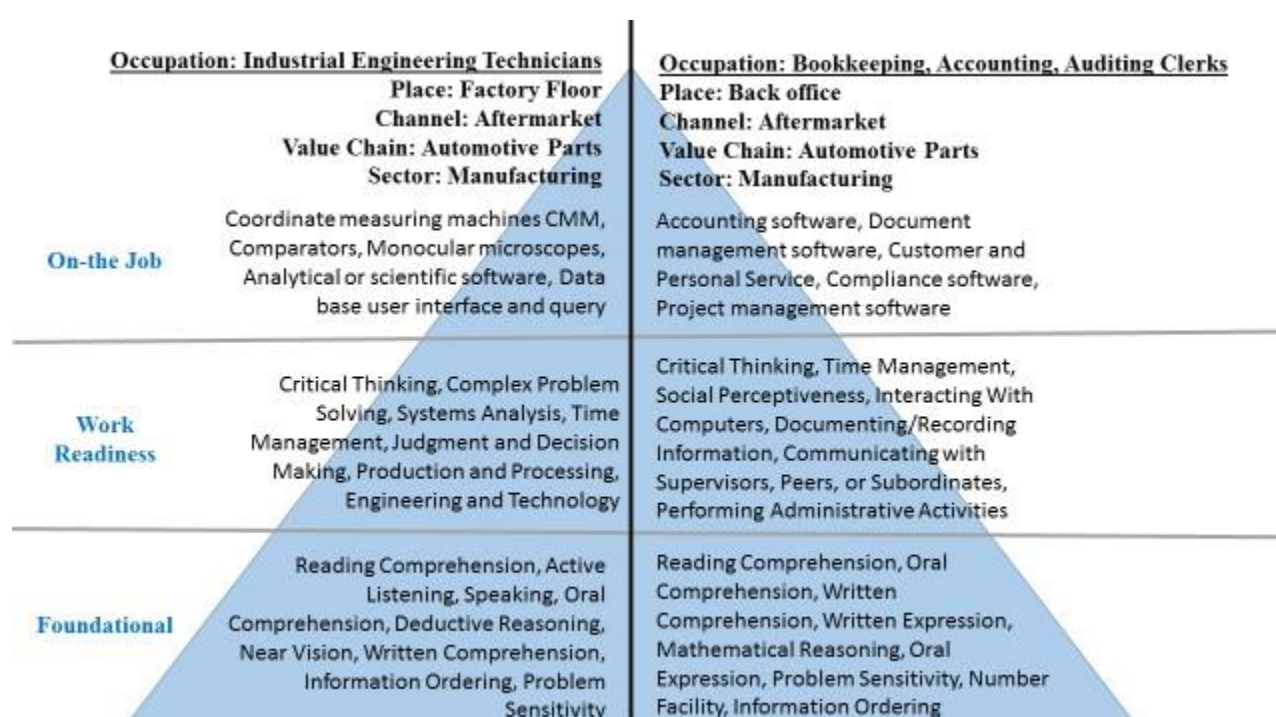 Occupation: Industrial Engineering Technicians
Place: Factory Floor
Channel: Aftermarket
Value Chain: Automotive Parts
Sector: Manufacturing
Occupation: Bookkeeping, Accounting, Auditing Clerks
Place: Back office
Channel: Aftermarket
Value Chain: Automotive Parts
Sector: Manufacturing
On-the Job
Coordinate measuring machines CMM,
Comparators, Monocular microscopes,
Analytical or scientific software, Data
base user interface and query
Accounting software, Document
management software, Customer and
Personal Service, Compliance software,
Project management software
Work
Readiness
Critical Thinking, Complex Problem
Solving, Systems Analysis, Time
Management, Judgment and Decision
Making, Production and Processing,
Engineering and Technology
Critical Thinking, Time Management,
Social Perceptiveness, Interacting With
Computers, Documenting/Recording
Information, Communicating with
Supervisors, Peers, or Subordinates,
Performing Administrative Activities
Foundational
Reading Comprehension, Active
Listening, Speaking, Oral
Comprehension, Deductive Reasoning,
Near Vision, Written Comprehension,
Information Ordering, Problem
Sensitivity
Reading Comprehension, Oral
Comprehension, Written
Comprehension, Written Expression,
Mathematical Reasoning, Oral
Expression, Problem Sensitivity, Number
Facility, Information Ordering